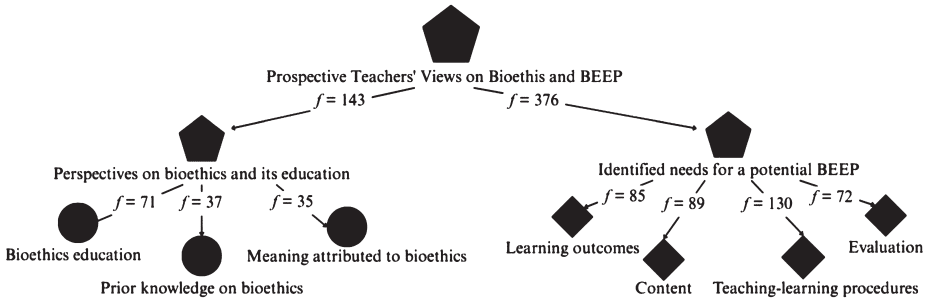 Prospective Teachers' Views on Bioethis and BEEP
f = 143
f = 376
Perspectives on bioethics and its education
Identified needs for a potential BEEP
f = 71
f = 37
f = 35
f = 85
f = 89
f = 130
f = 72
Bioethics education
Prior knowledge on bioethics
Meaning attributed to bioethics
Learning outcomes
Content
Teaching-learning procedures
Evaluation